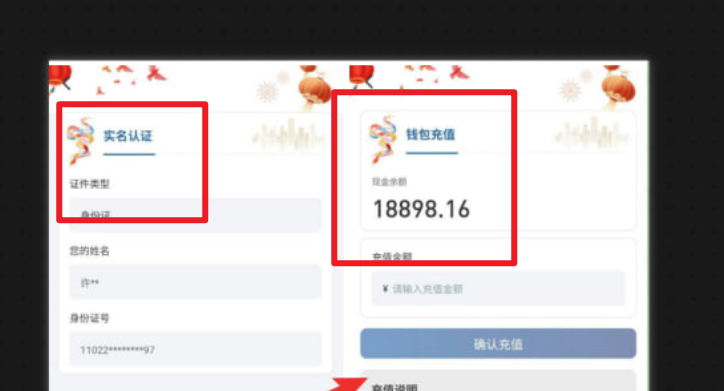 实名认证
证件类型
身份证
您的姓名
许**
身份证号
11022********97
钱包充值
现金余额
18898.16
充值金额
¥ 请输入充值金额
确认充值
充值说明